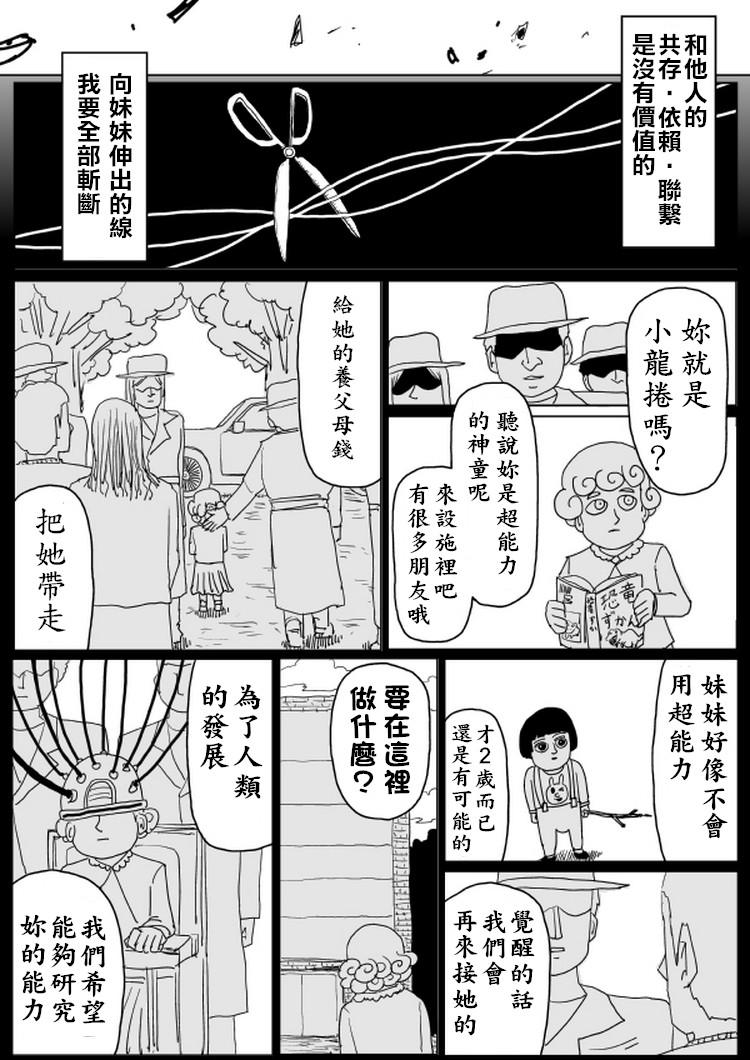 和他人的
共存．依賴．聯繫
是沒有價值的
向妹妹伸出的線
我要全部斬斷
妳就是
小龍捲嗎？
聽說妳是超能力
的神童呢
來設施裡吧
有很多朋友哦
給她的養父母錢
把她帶走
妹妹好像不會
用超能力
才2歲而已
還是有可能的
覺醒的話
我們會
再來接她的
要在這裡
做什麼？
為了人類
的發展
我們希望
能夠研究
妳的能力